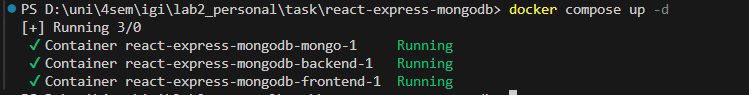 PS D:\uni\4sem\igi\lab2_personal\task\react-express-mongodb> docker compose up -d
[+] Running 3/0
✓ Container react-express-mongodb-mongo-1 Running
✓ Container react-express-mongodb-backend-1 Running
✓ Container react-express-mongodb-frontend-1 Running